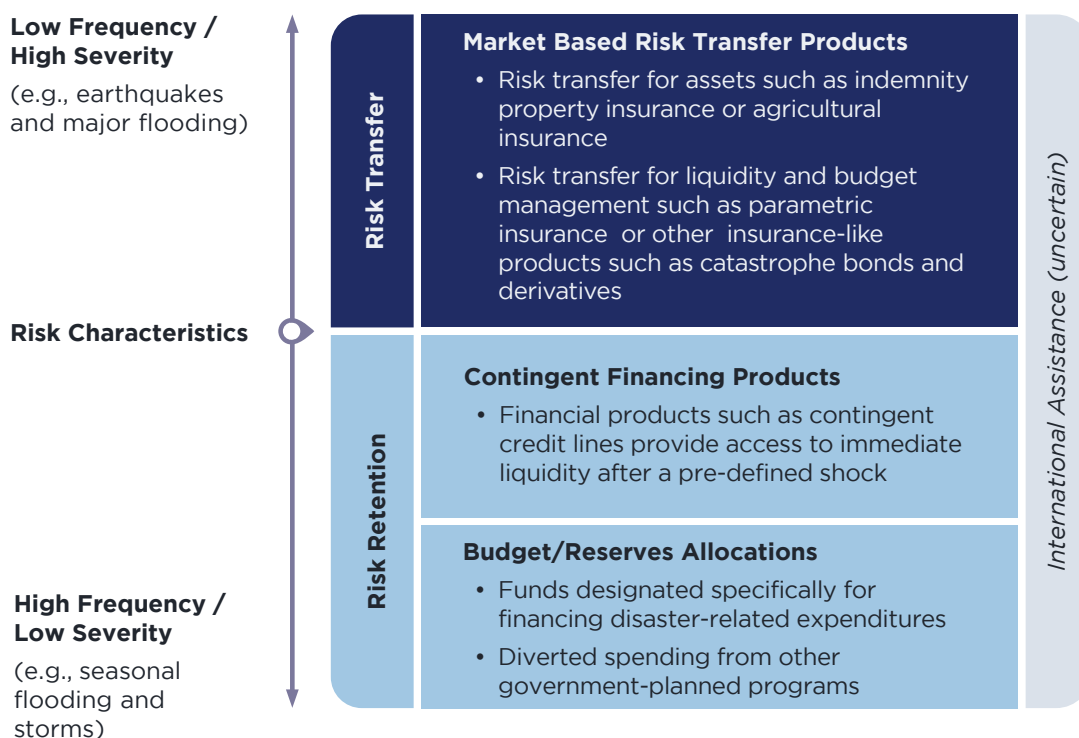 Low Frequency /
High Severity
(e.g., earthquakes
and major flooding)
Risk Characteristics
High Frequency /
Low Severity
(e.g., seasonal
flooding and
storms)
Risk Transfer
Market Based Risk Transfer Products
• Risk transfer for assets such as indemnity
property insurance or agricultural
insurance
• Risk transfer for liquidity and budget
management such as parametric
insurance or other insurance-like
products such as catastrophe bonds and
derivatives
Risk Retention
Contingent Financing Products
• Financial products such as contingent
credit lines provide access to immediate
liquidity after a pre-defined shock
Budget/Reserves Allocations
• Funds designated specifically for
financing disaster-related expenditures
• Diverted spending from other
government-planned programs
International Assistance (uncertain)